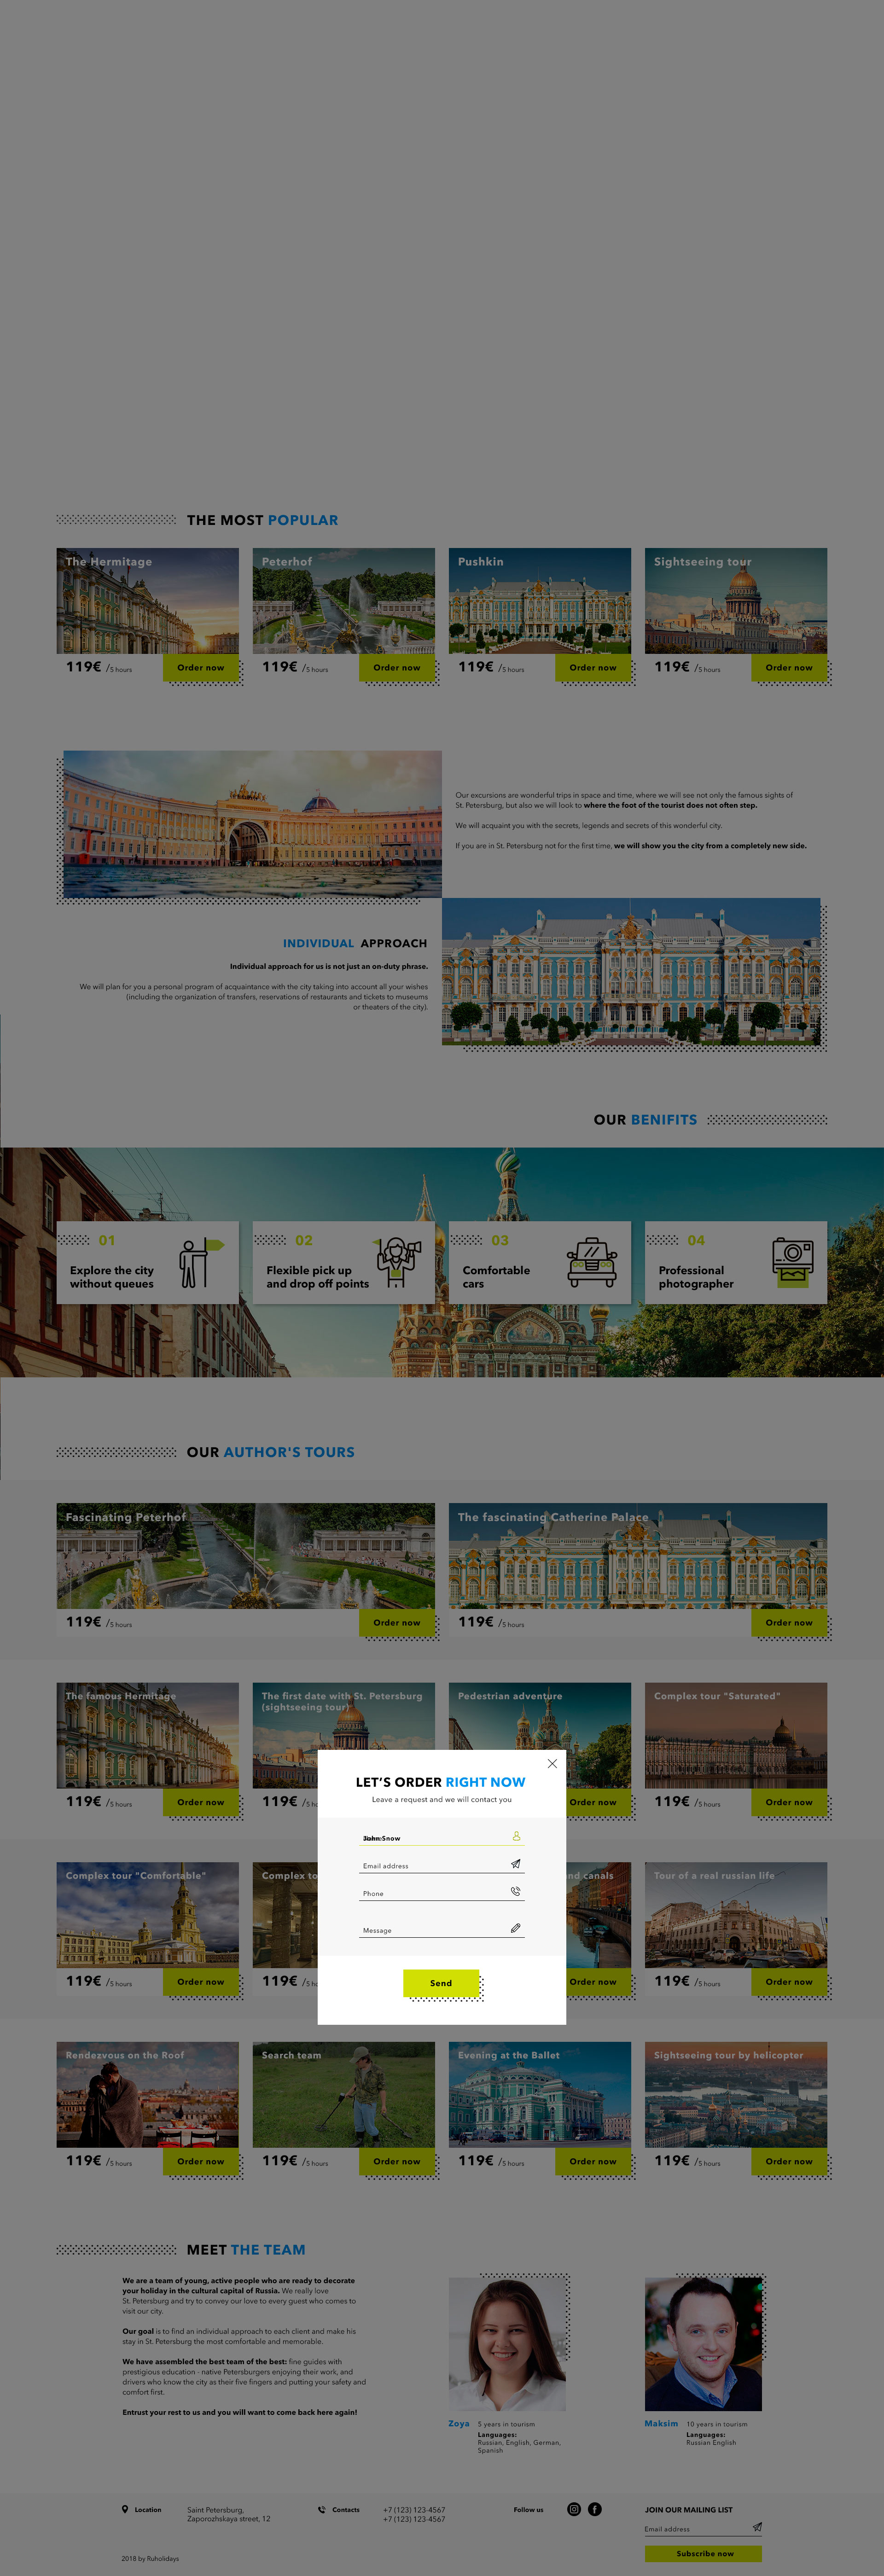 THE MOST POPULAR
The Hermitage
119€ /5 hours
Order now
Peterhof
119€ /5 hours
Order now
Pushkin
119€ /5 hours
Order now
Sightseeing tour
119€ /5 hours
Order now
Our excursions are wonderful trips in space and time, where we will see not only the famous sights of
St. Petersburg, but also we will look to where the foot of the tourist does not often step.
We will acquaint you with the secrets, legends and secrets of this wonderful city.
If you are in St. Petersburg not for the first time, we will show you the city from a completely new side.
INDIVIDUAL APPROACH
Individual approach for us is not just an on-duty phrase.
We will plan for you a personal program of acquaintance with the city taking into account all your wishes
(including the organization of transfers, reservations of restaurants and tickets to museums
or theaters of the city).
OUR BENIFITS
01
Explore the city
without queues
02
Flexible pick up
and drop off points
03
Comfortable
cars
04
Professional
photographer
OUR AUTHOR'S TOURS
Fascinating Peterhof
119€ /5 hours
Order now
The fascinating Catherine Palace
119€ /5 hours
Order now
The famous Hermitage
119€ /5 hours
Order now
The first date with St. Petersburg
(sightseeing tour)
119€ /5 ho
Pedestrian adventure
Order now
Complex tour "Saturated"
119€ /5 hours
Order now
LET'S ORDER RIGHT NOW
Leave a request and we will contact you
John Snow
Email address
Phone
Message
Send
Complex tour "Comfortable"
119€ /5 hours
Order now
Complex to
119€ /5 ho
nd canals
Order now
Tour of a real russian life
119€ /5 hours
Order now
Rendezvous on the Roof
119€ /5 hours
Order now
Search team
119€ /5 hours
Order now
Evening at the Ballet
119€ /5 hours
Order now
Sightseeing tour by helicopter
119€ /5 hours
Order now
MEET THE TEAM
We are a team of young, active people who are ready to decorate
your holiday in the cultural capital of Russia. We really love
St. Petersburg and try to convey our love to every guest who comes to
visit our city.
Our goal is to find an individual approach to each client and make his
stay in St. Petersburg the most comfortable and memorable.
We have assembled the best team of the best: fine guides with
prestigious education - native Petersburgers enjoying their work, and
drivers who know the city as their five fingers and putting your safety and
comfort first.
Entrust your rest to us and you will want to come back here again!
Zoya
5 years in tourism
Languages:
Russian, English, German,
Spanish
Maksim
10 years in tourism
Languages:
Russian English
Location
Saint Petersburg,
Zaporozhskaya street, 12
Contacts
+7 (123) 123-4567
+7 (123) 123-4567
Follow us
JOIN OUR MAILING LIST
Email address
Subscribe now
2018 by Ruholidays